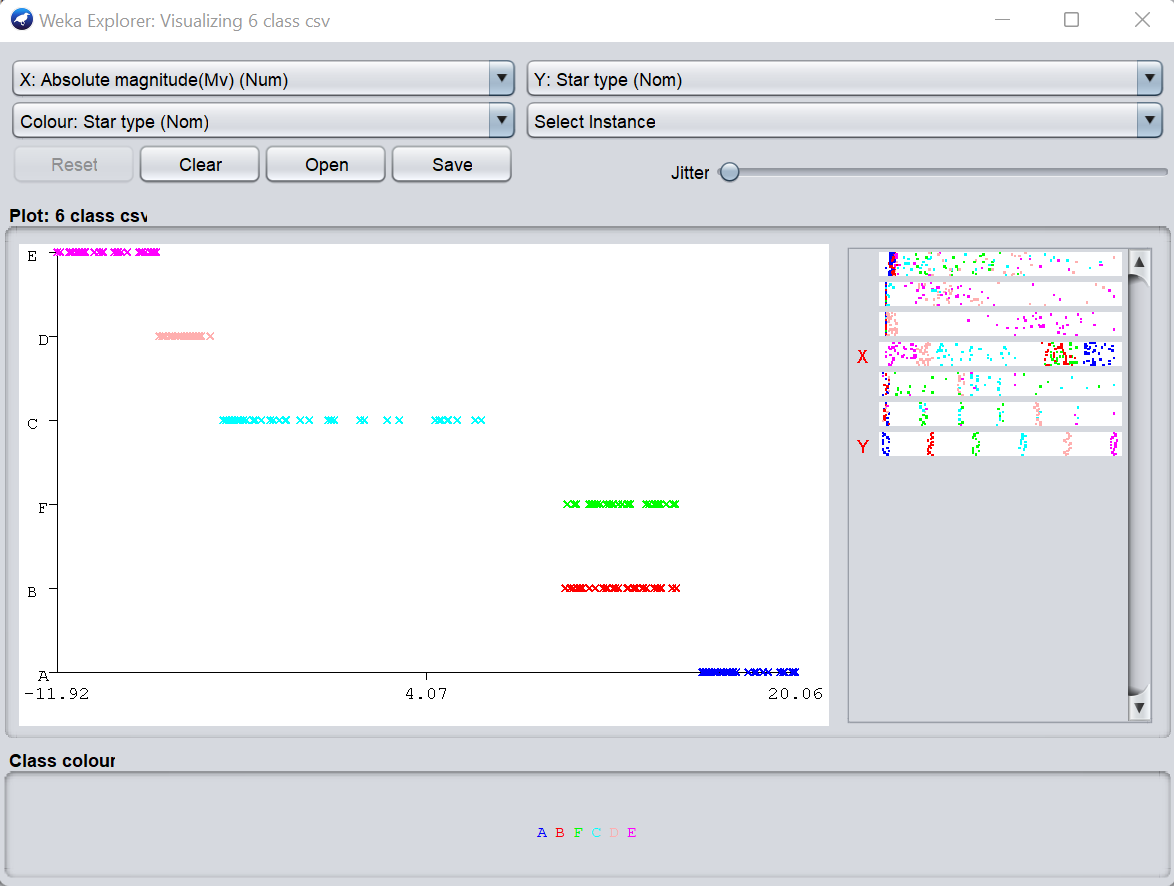 Weka Explorer: Visualizing 6 class csv
X: Absolute magnitude(Mv) (Num) Y: Star type (Nom)
Colour: Star type (Nom) Select Instance
Reset Clear Open Save Jitter
Plot: 6 class csv
E
D
X
C
Y
F
B
A
-11.92 4.07 20.06
Class colour
A B F C D E